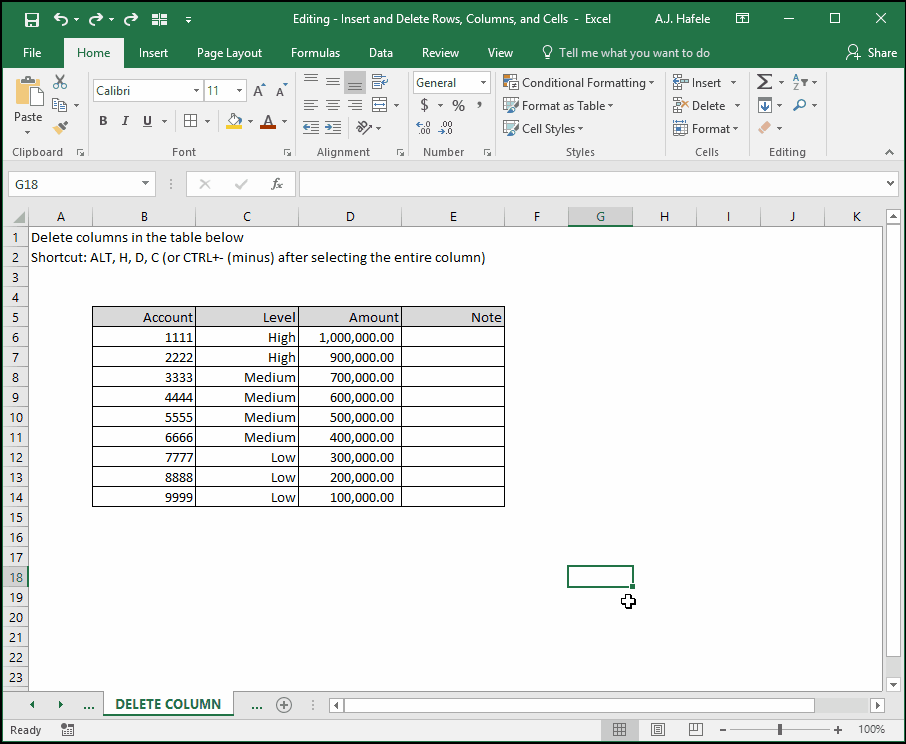 Editing - Insert and Delete Rows, Columns, and Cells - Excel A.J. Hafele
File Home Insert Page Layout Formulas Data Review View Tell me what you want to do Share
Calibri 11 General Conditional Formatting Insert
Paste $ % , Format as Table Delete
B I U A Cell Styles Format
Clipboard Font Alignment Number Styles Cells Editing
G18 fx
A B C D E F G H I J K
1 Delete columns in the table below
2 Shortcut: ALT, H, D, C (or CTRL+- (minus) after selecting the entire column)
3
4
5 Account Level Amount Note
6 1111 High 1,000,000.00
7 2222 High 900,000.00
8 3333 Medium 700,000.00
9 4444 Medium 600,000.00
10 5555 Medium 500,000.00
11 6666 Medium 400,000.00
12 7777 Low 300,000.00
13 8888 Low 200,000.00
14 9999 Low 100,000.00
15
16
17
18
19
20
21
22
23
... DELETE COLUMN ...
Ready 100%